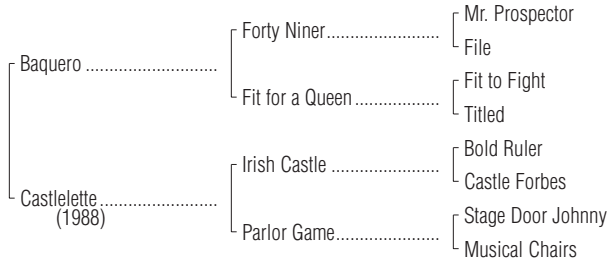 Mr. Prospector
Forty Niner......................
File
Baquero ...........................
Fit to Fight
Fit for a Queen .................
Titled
Bold Ruler
Irish Castle ......................
Castle Forbes
Castlelette........................
(1988)
Stage Door Johnny
Parlor Game.....................
Musical Chairs